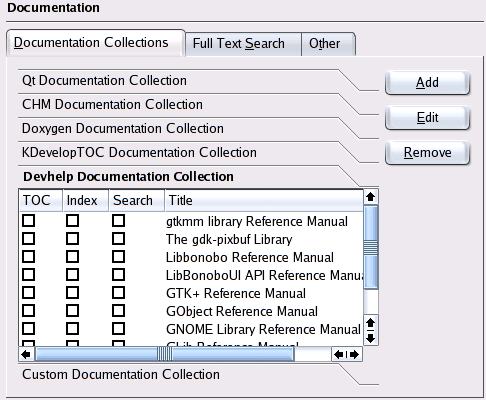 Documentation
Documentation Collections Full Text Search Other
Qt Documentation Collection
Add
CHM Documentation Collection
Doxygen Documentation Collection
Edit
KDevelopTOC Documentation Collection
Remove
Devhelp Documentation Collection
TOC Index Search Title
gtkmm library Reference Manual
The gdk-pixbuf Library
Libbonobo Reference Manual
LibBonoboUI API Reference Manua
GTK+ Reference Manual
GObject Reference Manual
GNOME Library Reference Manual
GLib Reference Manual
Custom Documentation Collection